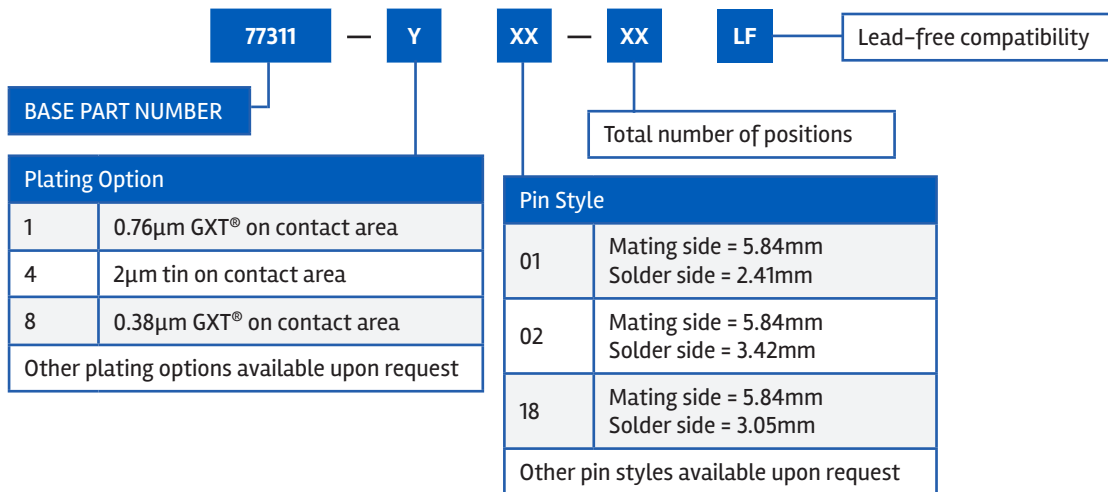 77311 — Y XX — XX LF Lead-free compatibility
BASE PART NUMBER
Total number of positions
Plating Option
1 0.76µm GXT® on contact area
4 2µm tin on contact area
8 0.38µm GXT® on contact area
Other plating options available upon request
Pin Style
01 Mating side = 5.84mm
Solder side = 2.41mm
02 Mating side = 5.84mm
Solder side = 3.42mm
18 Mating side = 5.84mm
Solder side = 3.05mm
Other pin styles available upon request